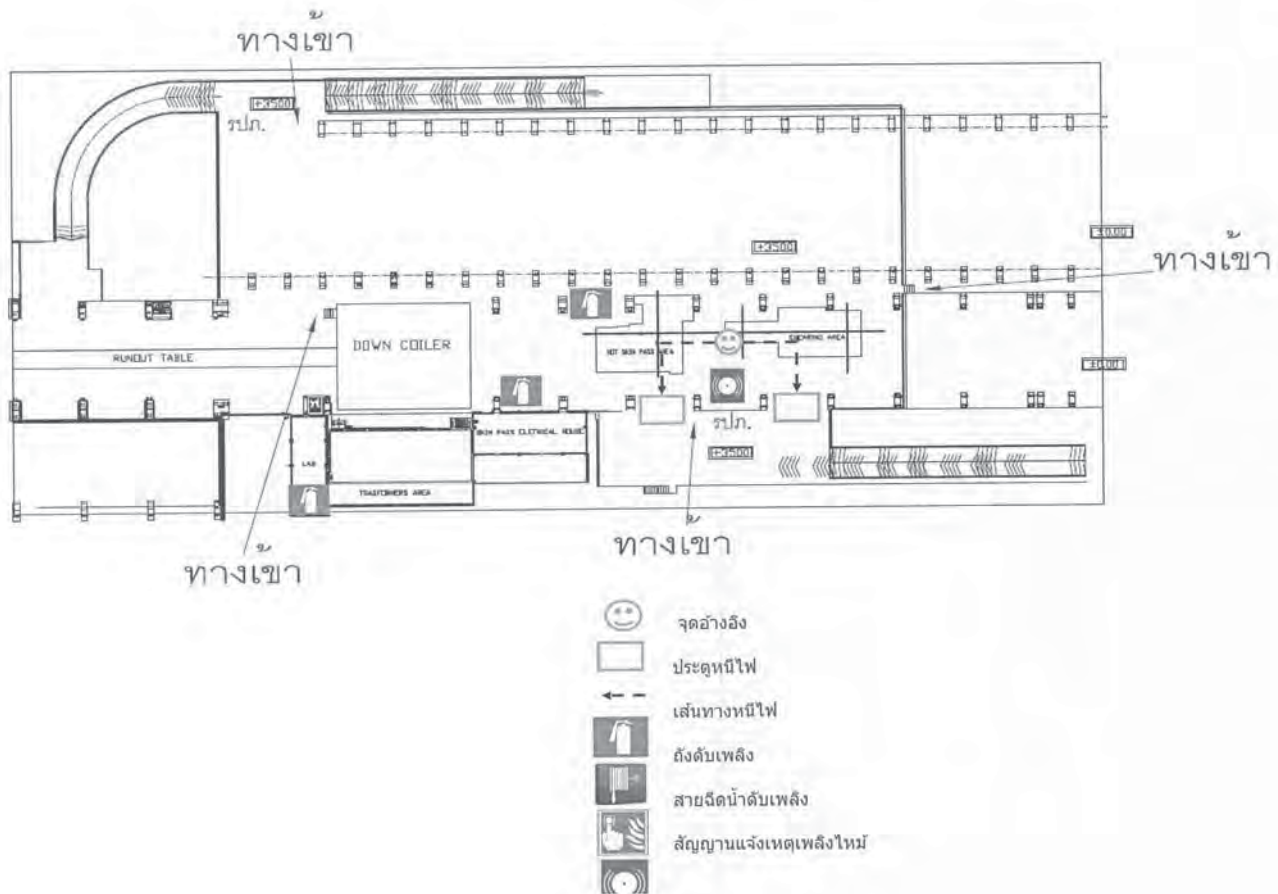 ทางเข้า
+3500
รปภ.
+3500
±0.00
ทางเข้า
DOWN COILER
RUNOUT TABLE
HOT SKIN PASS AREA
SHEARING AREA
±0.00
รปภ.
SKIN PASS ELETRICAL HOUSE
+3500
LAB
TRASFORMERS AREA
ทางเข้า
ทางเข้า
จุดอ้างอิง
ประตูหนีไฟ
เส้นทางหนีไฟ
ถังดับเพลิง
สายฉีดน้ำดับเพลิง
สัญญานแจ้งเหตุเพลิงไหม้